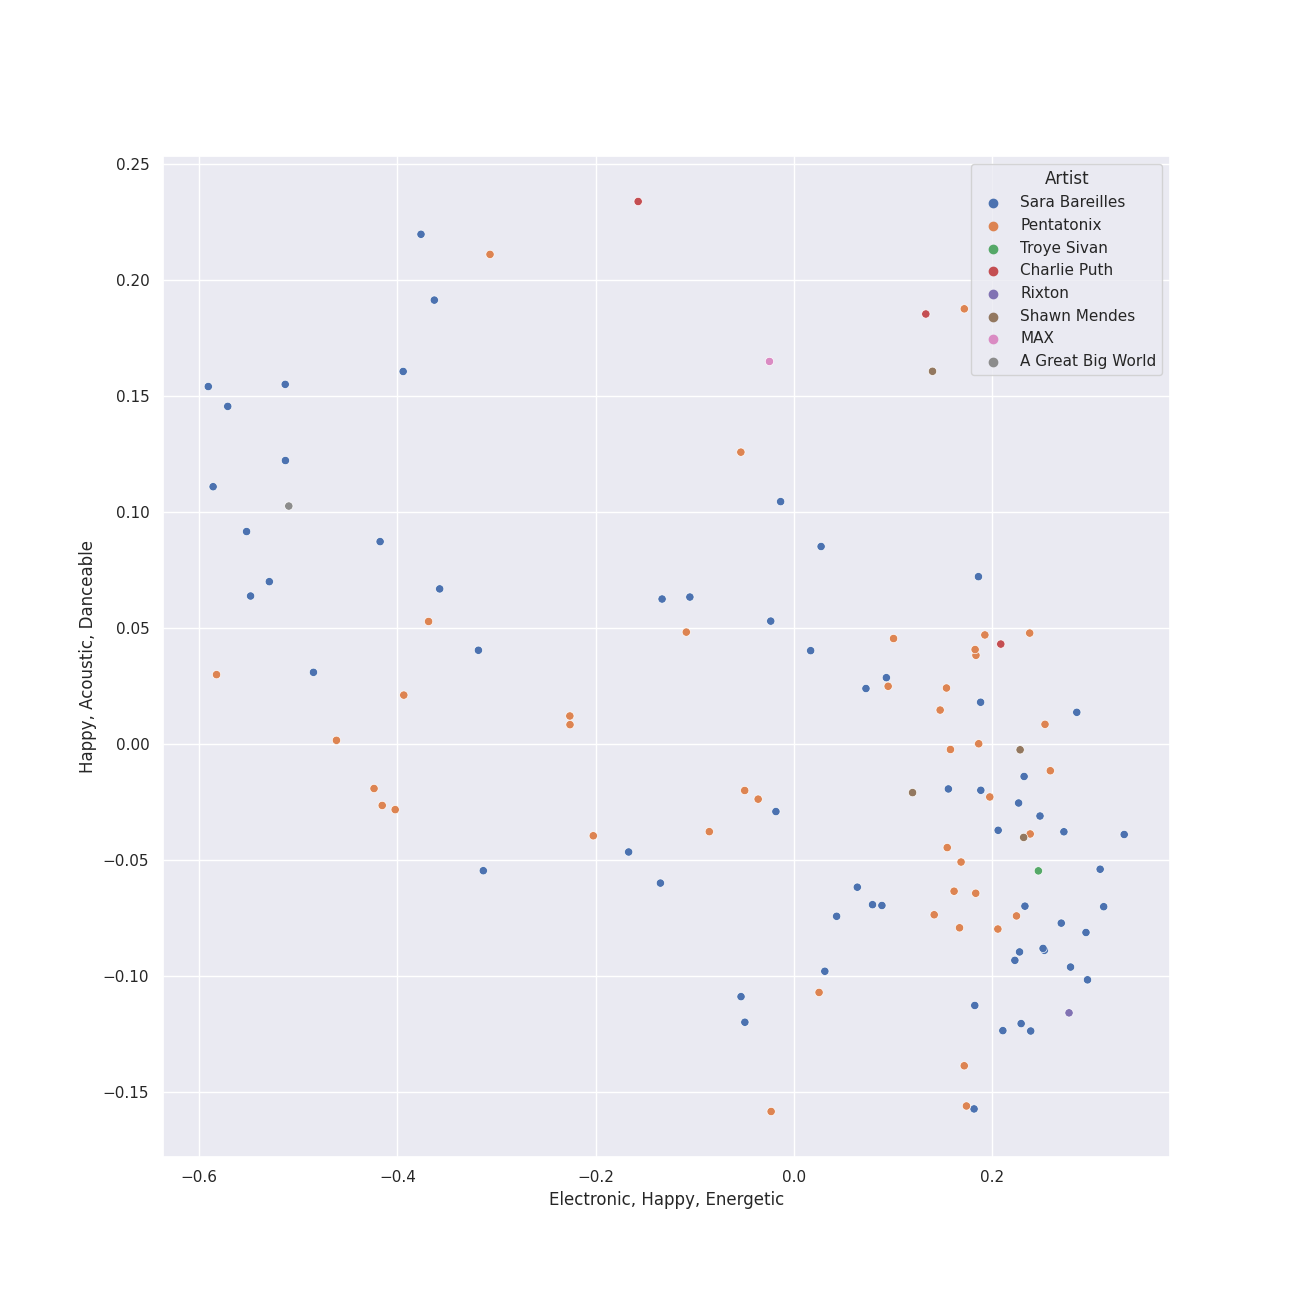 0.25
0.20
0.15
0.10
0.05
0.00
−0.05
−0.10
−0.15
Happy, Acoustic, Danceable
Artist
Sara Bareilles
Pentatonix
Troye Sivan
Charlie Puth
Rixton
Shawn Mendes
MAX
A Great Big World
−0.6 −0.4 −0.2 0.0 0.2
Electronic, Happy, Energetic